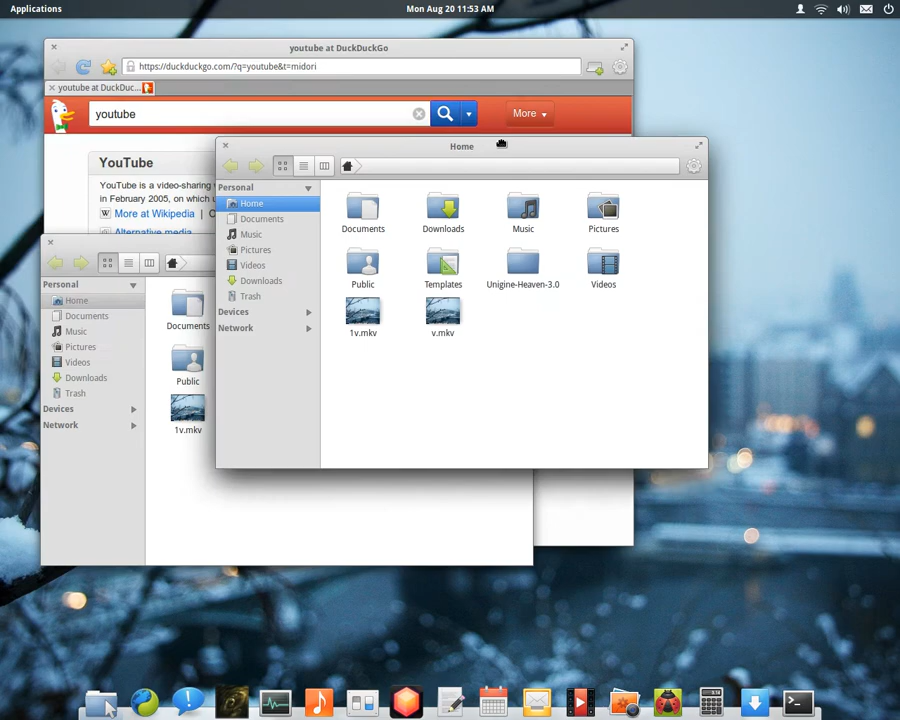 Applications
Mon Aug 20 11:53 AM
youtube at DuckDuckGo
https://duckduckgo.com/?q=youtube&t=midori
youtube at DuckDuc...
youtube
More
YouTube
YouTube is a video-sharing
in February 2005, on which u
W More at Wikipedia | O
Alternative media
Home
Personal
Home
Documents
Music
Pictures
Videos
Downloads
Trash
Devices
Network
Documents
Downloads
Music
Pictures
Public
Templates
Unigine-Heaven-3.0
Videos
1v.mkv
v.mkv
Personal
Home
Documents
Music
Pictures
Videos
Downloads
Trash
Devices
Network
Documents
Public
1v.mkv